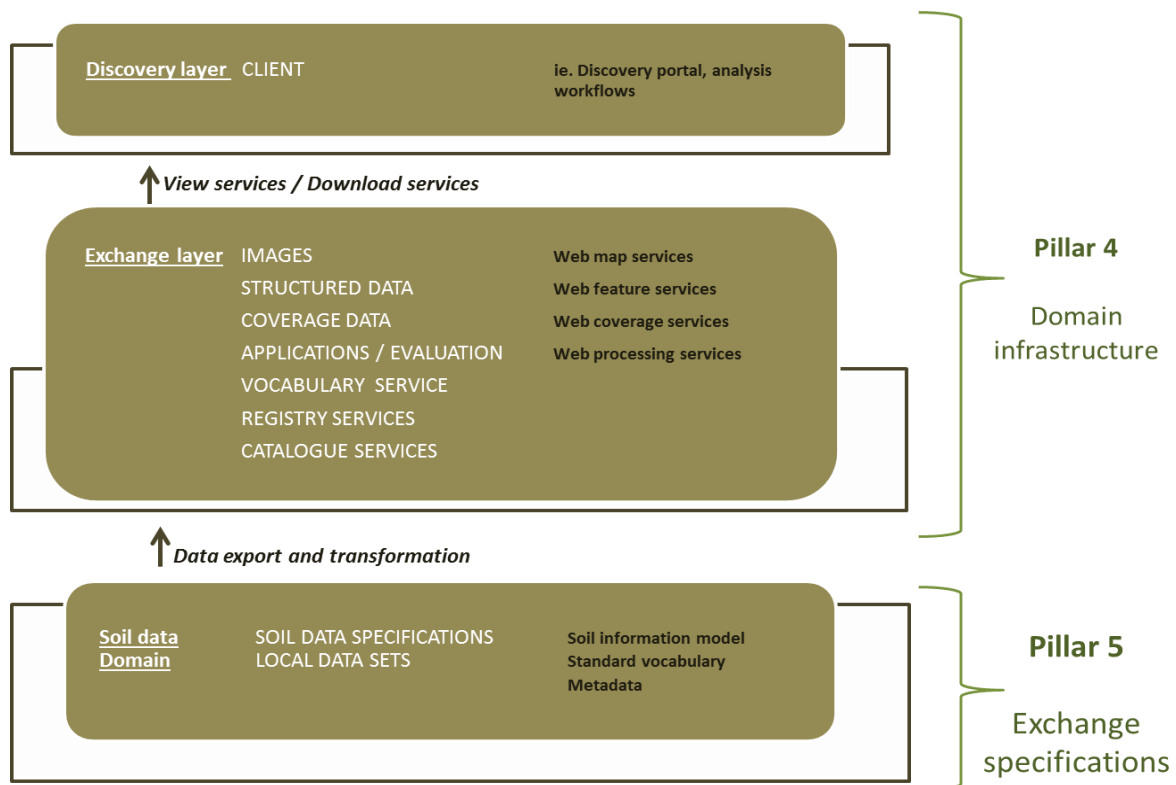 Discovery layer CLIENT ie. Discovery portal, analysis
workflows
View services / Download services
Exchange layer IMAGES Web map services
STRUCTURED DATA Web feature services
COVERAGE DATA Web coverage services
APPLICATIONS / EVALUATION Web processing services
VOCABULARY SERVICE
REGISTRY SERVICES
CATALOGUE SERVICES
Pillar 4
Domain
infrastructure
Data export and transformation
Soil data SOIL DATA SPECIFICATIONS Soil information model
Domain LOCAL DATA SETS Standard vocabulary
Metadata
Pillar 5
Exchange
specifications